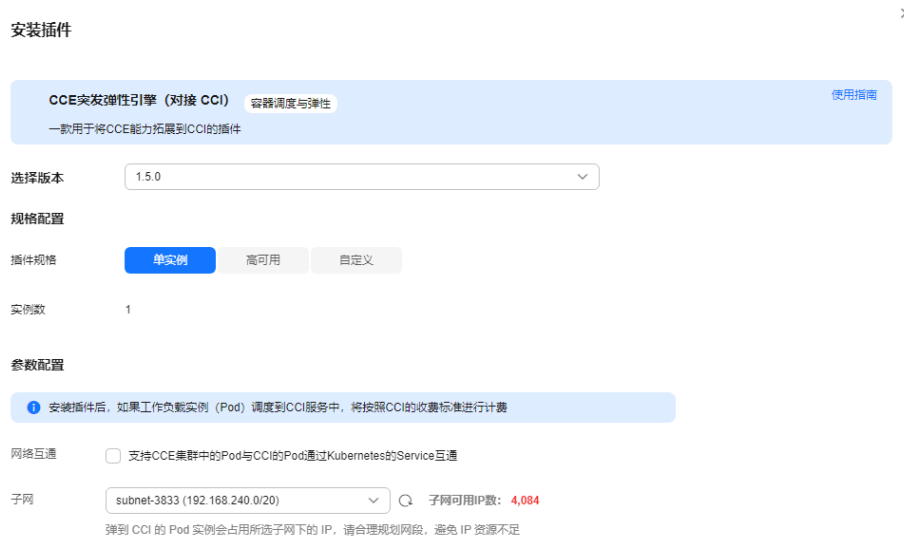 安装插件
CCE突发弹性引擎（对接 CCI） 容器调度与弹性 使用指南
一款用于将CCE能力拓展到CCI的插件
选择版本 1.5.0
规格配置
插件规格 单实例 高可用 自定义
实例数 1
参数配置
安装插件后，如果工作负载实例（Pod）调度到CCI服务中，将按照CCI的收费标准进行计费
网络互通 支持CCE集群中的Pod与CCI的Pod通过Kubernetes的Service互通
子网 subnet-3833 (192.168.240.0/20) 子网可用IP数： 4,084
弹到 CCI 的 Pod 实例会占用所选子网下的 IP，请合理规划网段，避免 IP 资源不足